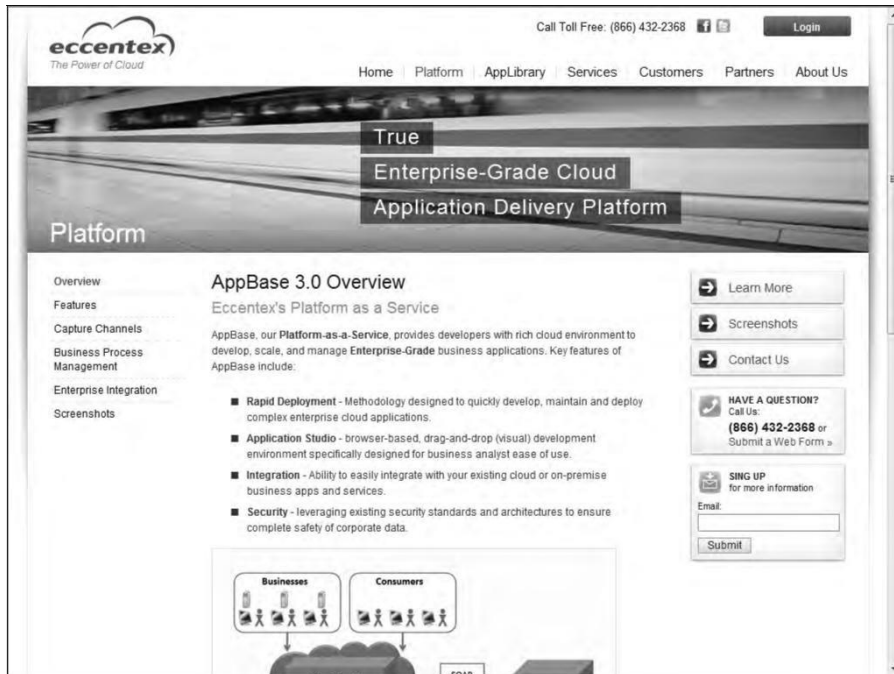 eccentex
The Power of Cloud
Call Toll Free: (866) 432-2368
Login
Home
Platform
AppLibrary
Services
Customers
Partners
About Us
True
Enterprise-Grade Cloud
Application Delivery Platform
Platform
Overview
Features
Capture Channels
Business Process
Management
Enterprise Integration
Screenshots
AppBase 3.0 Overview
Eccentex's Platform as a Service
AppBase, our Platform-as-a-Service, provides developers with rich cloud environment to
develop, scale, and manage Enterprise-Grade business applications. Key features of
AppBase include:
Rapid Deployment - Methodology designed to quickly develop, maintain and deploy
complex enterprise cloud applications.
Application Studio - browser-based, drag-and-drop (visual) development
environment specifically designed for business analyst ease of use.
Integration - Ability to easily integrate with your existing cloud or on-premise
business apps and services.
Security - leveraging existing security standards and architectures to ensure
complete safety of corporate data.
Businesses
Consumers
Learn More
Screenshots
Contact Us
HAVE A QUESTION?
Call Us:
(866) 432-2368 or
Submit a Web Form »
SING UP
for more information
Email:
Submit